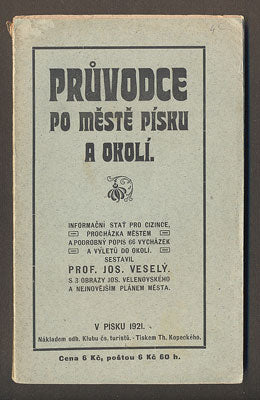 PRŮVODCE
PO MĚSTĚ PÍSKU
A OKOLÍ.
INFORMAČNÍ STAŤ PRO CIZINCE,
PROCHÁZKA MĚSTEM
A PODROBNÝ POPIS 66 VYCHÁZEK
A VÝLETŮ DO OKOLÍ.
SESTAVIL
PROF. JOS. VESELÝ.
S 3 OBRAZY JOS. VELENOVSKÉHO
A NEJNOVĚJŠÍM PLÁNEM MĚSTA.
V PÍSKU 1921.
Nákladem odb. Klubu čs. turistů. - Tiskem Th. Kopeckého.
Cena 6 Kč, poštou 6 Kč 60 h.